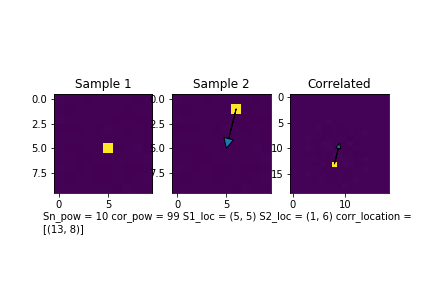 Sample 1 Sample 2 Correlated
0.0 0.0 0
2.5 2.5 5
5.0 5.0 10
7.5 7.5 15
0 5 0 5 0 10
Sn_pow = 10 cor_pow = 99 S1_loc = (5, 5) S2_loc = (1, 6) corr_location =
[(13, 8)]